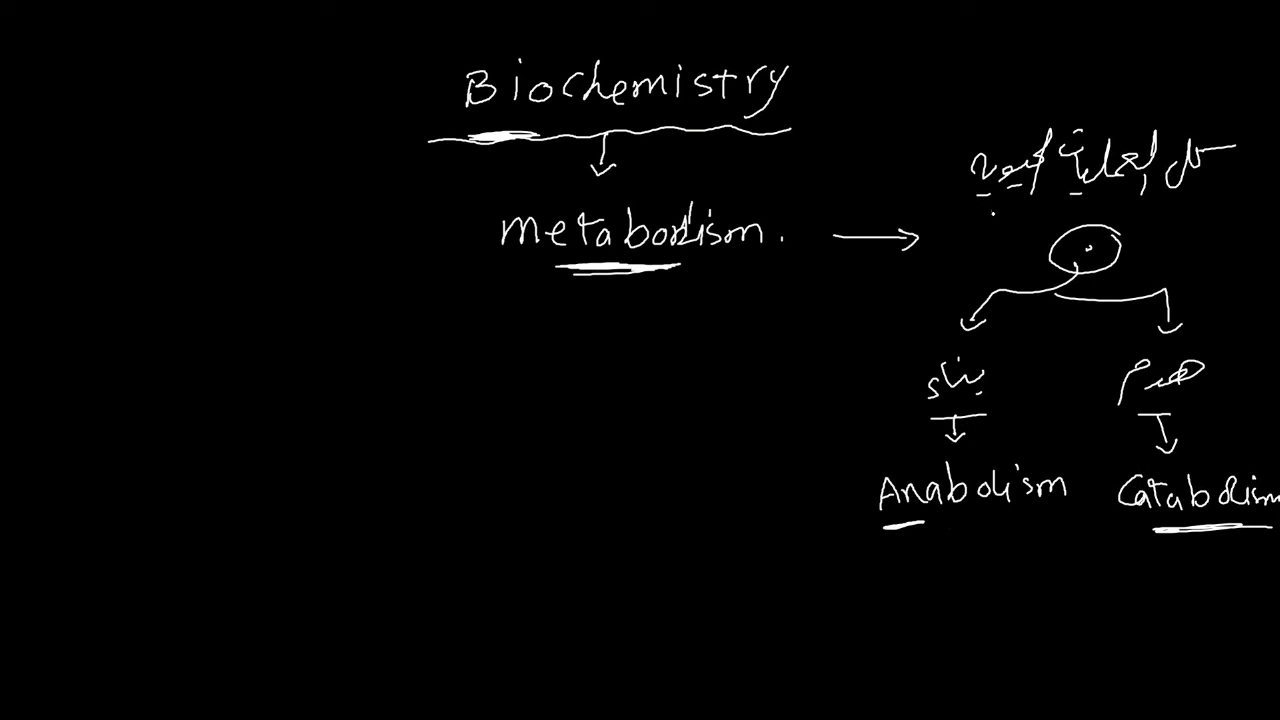 Biochemistry
metabolism.
كل العمليات الحيوية
بناء
هدم
Anabolism
Catabolism